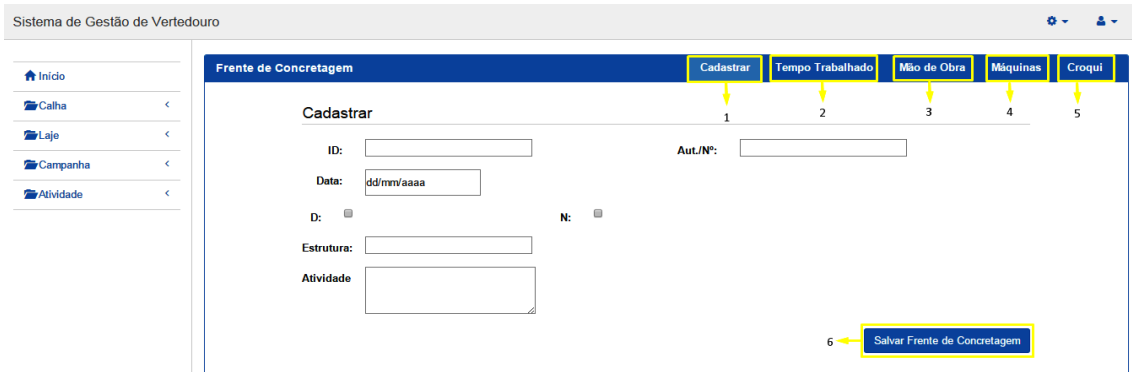 Sistema de Gestão de Vertedouro
Início
Frente de Concretagem
Cadastrar
Tempo Trabalhado
Mão de Obra
Máquinas
Croqui
Calha
Laje
Campanha
Atividade
1
2
3
4
5
Cadastrar
ID:
Aut./Nº:
Data:
dd/mm/aaaa
D:
N:
Estrutura:
Atividade
6
Salvar Frente de Concretagem